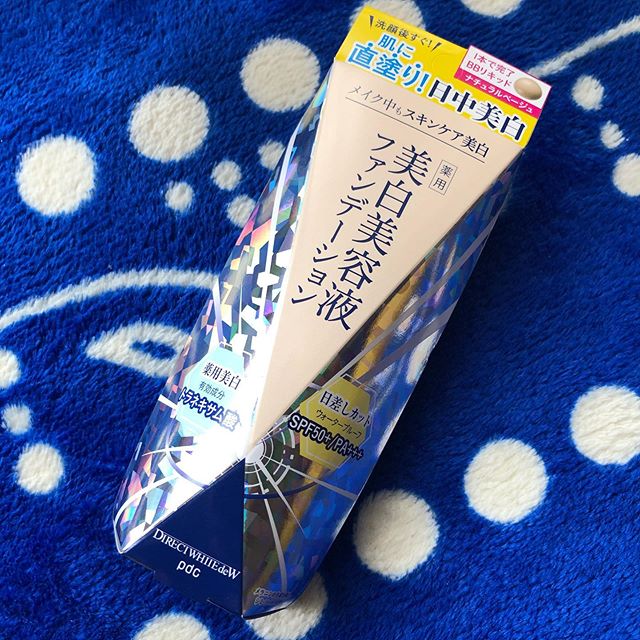 洗顔後すぐ!
肌に
直塗り!日中美白
1本で完了
BBリキッド
ナチュラルベージュ
メイク中もスキンケア美白
薬用
美白美容液
ファンデーション
薬用美白
有効成分
トラネキサム酸
日差しカット
ウォータープルーフ
SPF50+/PA+++
DIRECTWHITEdeW
pdc